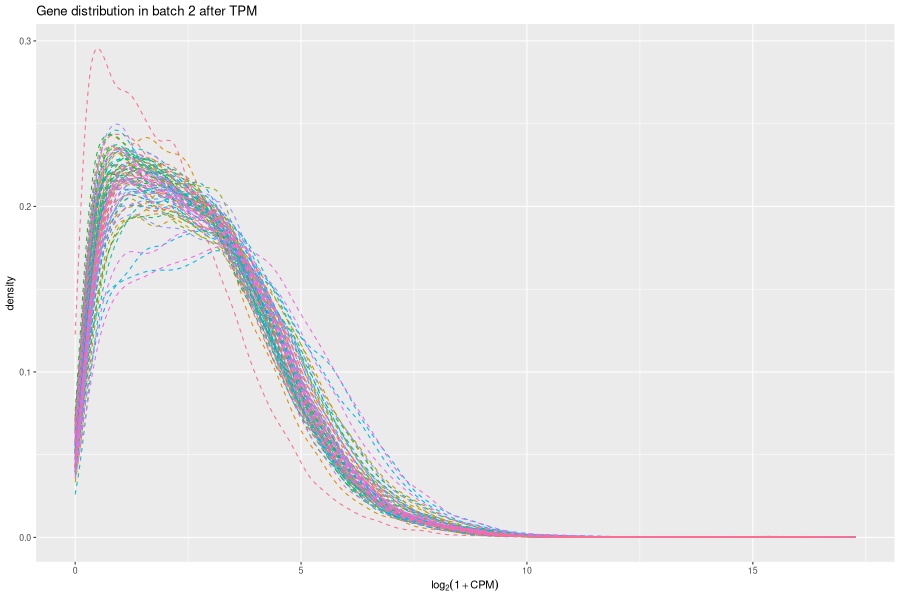 Gene distribution in batch 2 after TPM
0.3
0.2
0.1
0.0
density
0 5 10 15
log₂(1 + CPM)